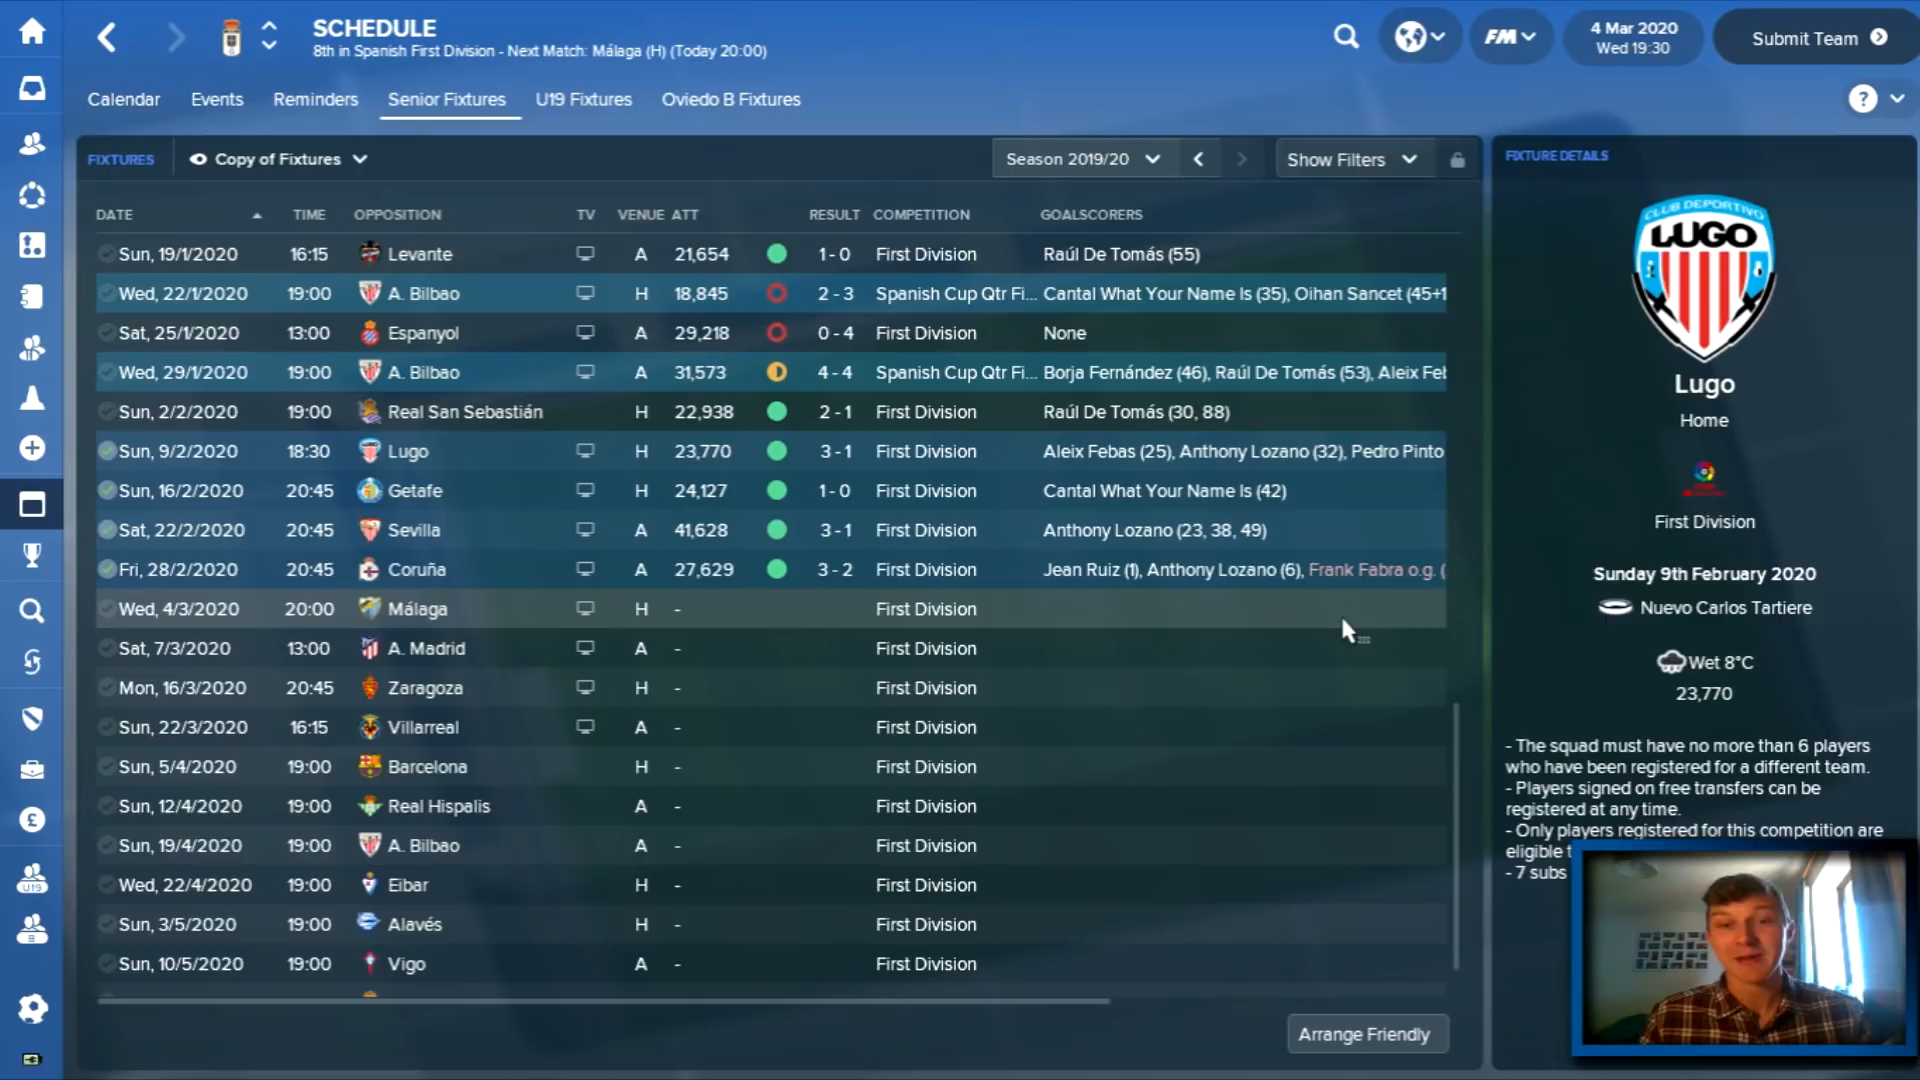 SCHEDULE
8th in Spanish First Division - Next Match: Málaga (H) (Today 20:00)
FM
4 Mar 2020
Wed 19:30
Submit Team
Calendar
Events
Reminders
Senior Fixtures
U19 Fixtures
Oviedo B Fixtures
?
FIXTURES
Copy of Fixtures
Season 2019/20
Show Filters
DATE TIME OPPOSITION TV VENUE ATT RESULT COMPETITION GOALSCORERS
Sun, 19/1/2020 16:15 Levante A 21,654 1 - 0 First Division Raúl De Tomás (55)
Wed, 22/1/2020 19:00 A. Bilbao H 18,845 2 - 3 Spanish Cup Qtr Fi... Cantal What Your Name Is (35), Oihan Sancet (45+1
Sat, 25/1/2020 13:00 Espanyol A 29,218 0 - 4 First Division None
Wed, 29/1/2020 19:00 A. Bilbao A 31,573 4 - 4 Spanish Cup Qtr Fi... Borja Fernández (46), Raúl De Tomás (53), Aleix Feb
Sun, 2/2/2020 19:00 Real San Sebastián H 22,938 2 - 1 First Division Raúl De Tomás (30, 88)
Sun, 9/2/2020 18:30 Lugo H 23,770 3 - 1 First Division Aleix Febas (25), Anthony Lozano (32), Pedro Pinto
Sun, 16/2/2020 20:45 Getafe H 24,127 1 - 0 First Division Cantal What Your Name Is (42)
Sat, 22/2/2020 20:45 Sevilla A 41,628 3 - 1 First Division Anthony Lozano (23, 38, 49)
Fri, 28/2/2020 20:45 Coruña A 27,629 3 - 2 First Division Jean Ruiz (1), Anthony Lozano (6), Frank Fabra o.g. (
Wed, 4/3/2020 20:00 Málaga H - First Division
Sat, 7/3/2020 13:00 A. Madrid A - First Division
Mon, 16/3/2020 20:45 Zaragoza H - First Division
Sun, 22/3/2020 16:15 Villarreal A - First Division
Sun, 5/4/2020 19:00 Barcelona H - First Division
Sun, 12/4/2020 19:00 Real Hispalis A - First Division
Sun, 19/4/2020 19:00 A. Bilbao A - First Division
Wed, 22/4/2020 19:00 Eibar H - First Division
Sun, 3/5/2020 19:00 Alavés H - First Division
Sun, 10/5/2020 19:00 Vigo A - First Division
Arrange Friendly
FIXTURE DETAILS
CLUB DEPORTIVO
LUGO
Lugo
Home
First Division
Sunday 9th February 2020
Nuevo Carlos Tartiere
Wet 8°C
23,770
- The squad must have no more than 6 players
who have been registered for a different team.
- Players signed on free transfers can be
registered at any time.
- Only players registered for this competition are
eligible
- 7 subs
U19
B